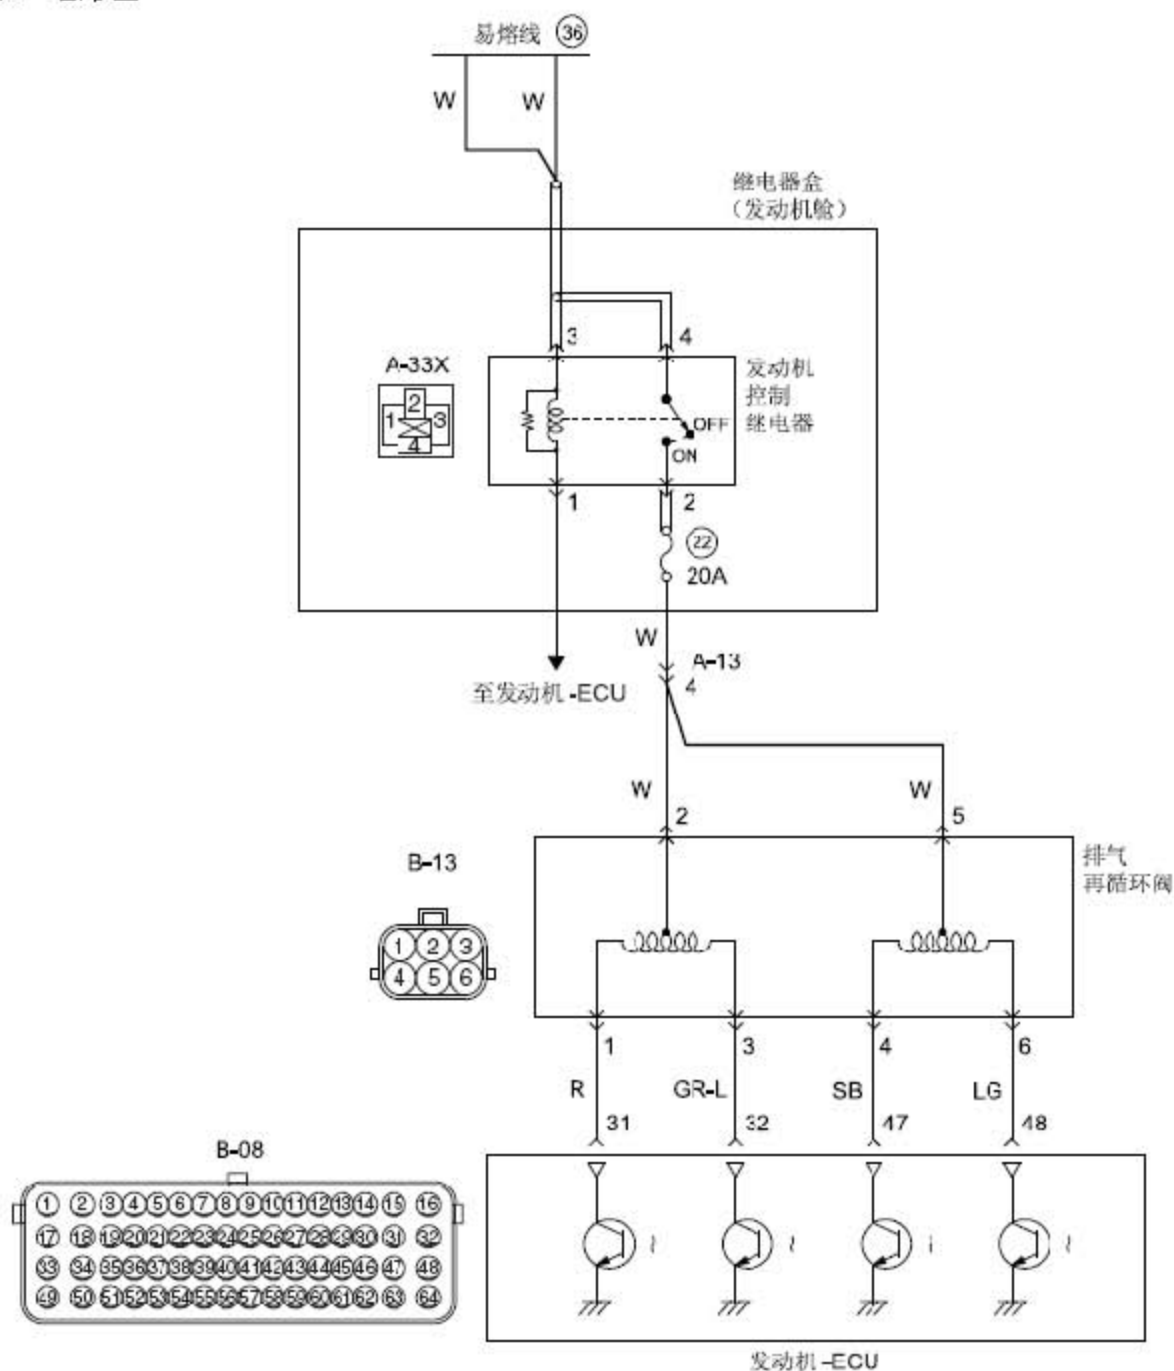 易熔线 36
W W
继电器盒
（发动机舱）
3 4
A-33X
发动机
控制
继电器
2
1 3
4
OFF
ON
1 2
22
20A
W
A-13
4
至发动机 -ECU
W W
2 5
B-13
排气
再循环阀
1 2 3
4 5 6
1 3 4 6
R GR-L SB LG
31 32 47 48
B-08
1 2 3 4 5 6 7 8 9 10 11 12 13 14 15 16
17 18 19 20 21 22 23 24 25 26 27 28 29 30 31 32
33 34 35 36 37 38 39 40 41 42 43 44 45 46 47 48
49 50 51 52 53 54 55 56 57 58 59 60 61 62 63 64
发动机 -ECU